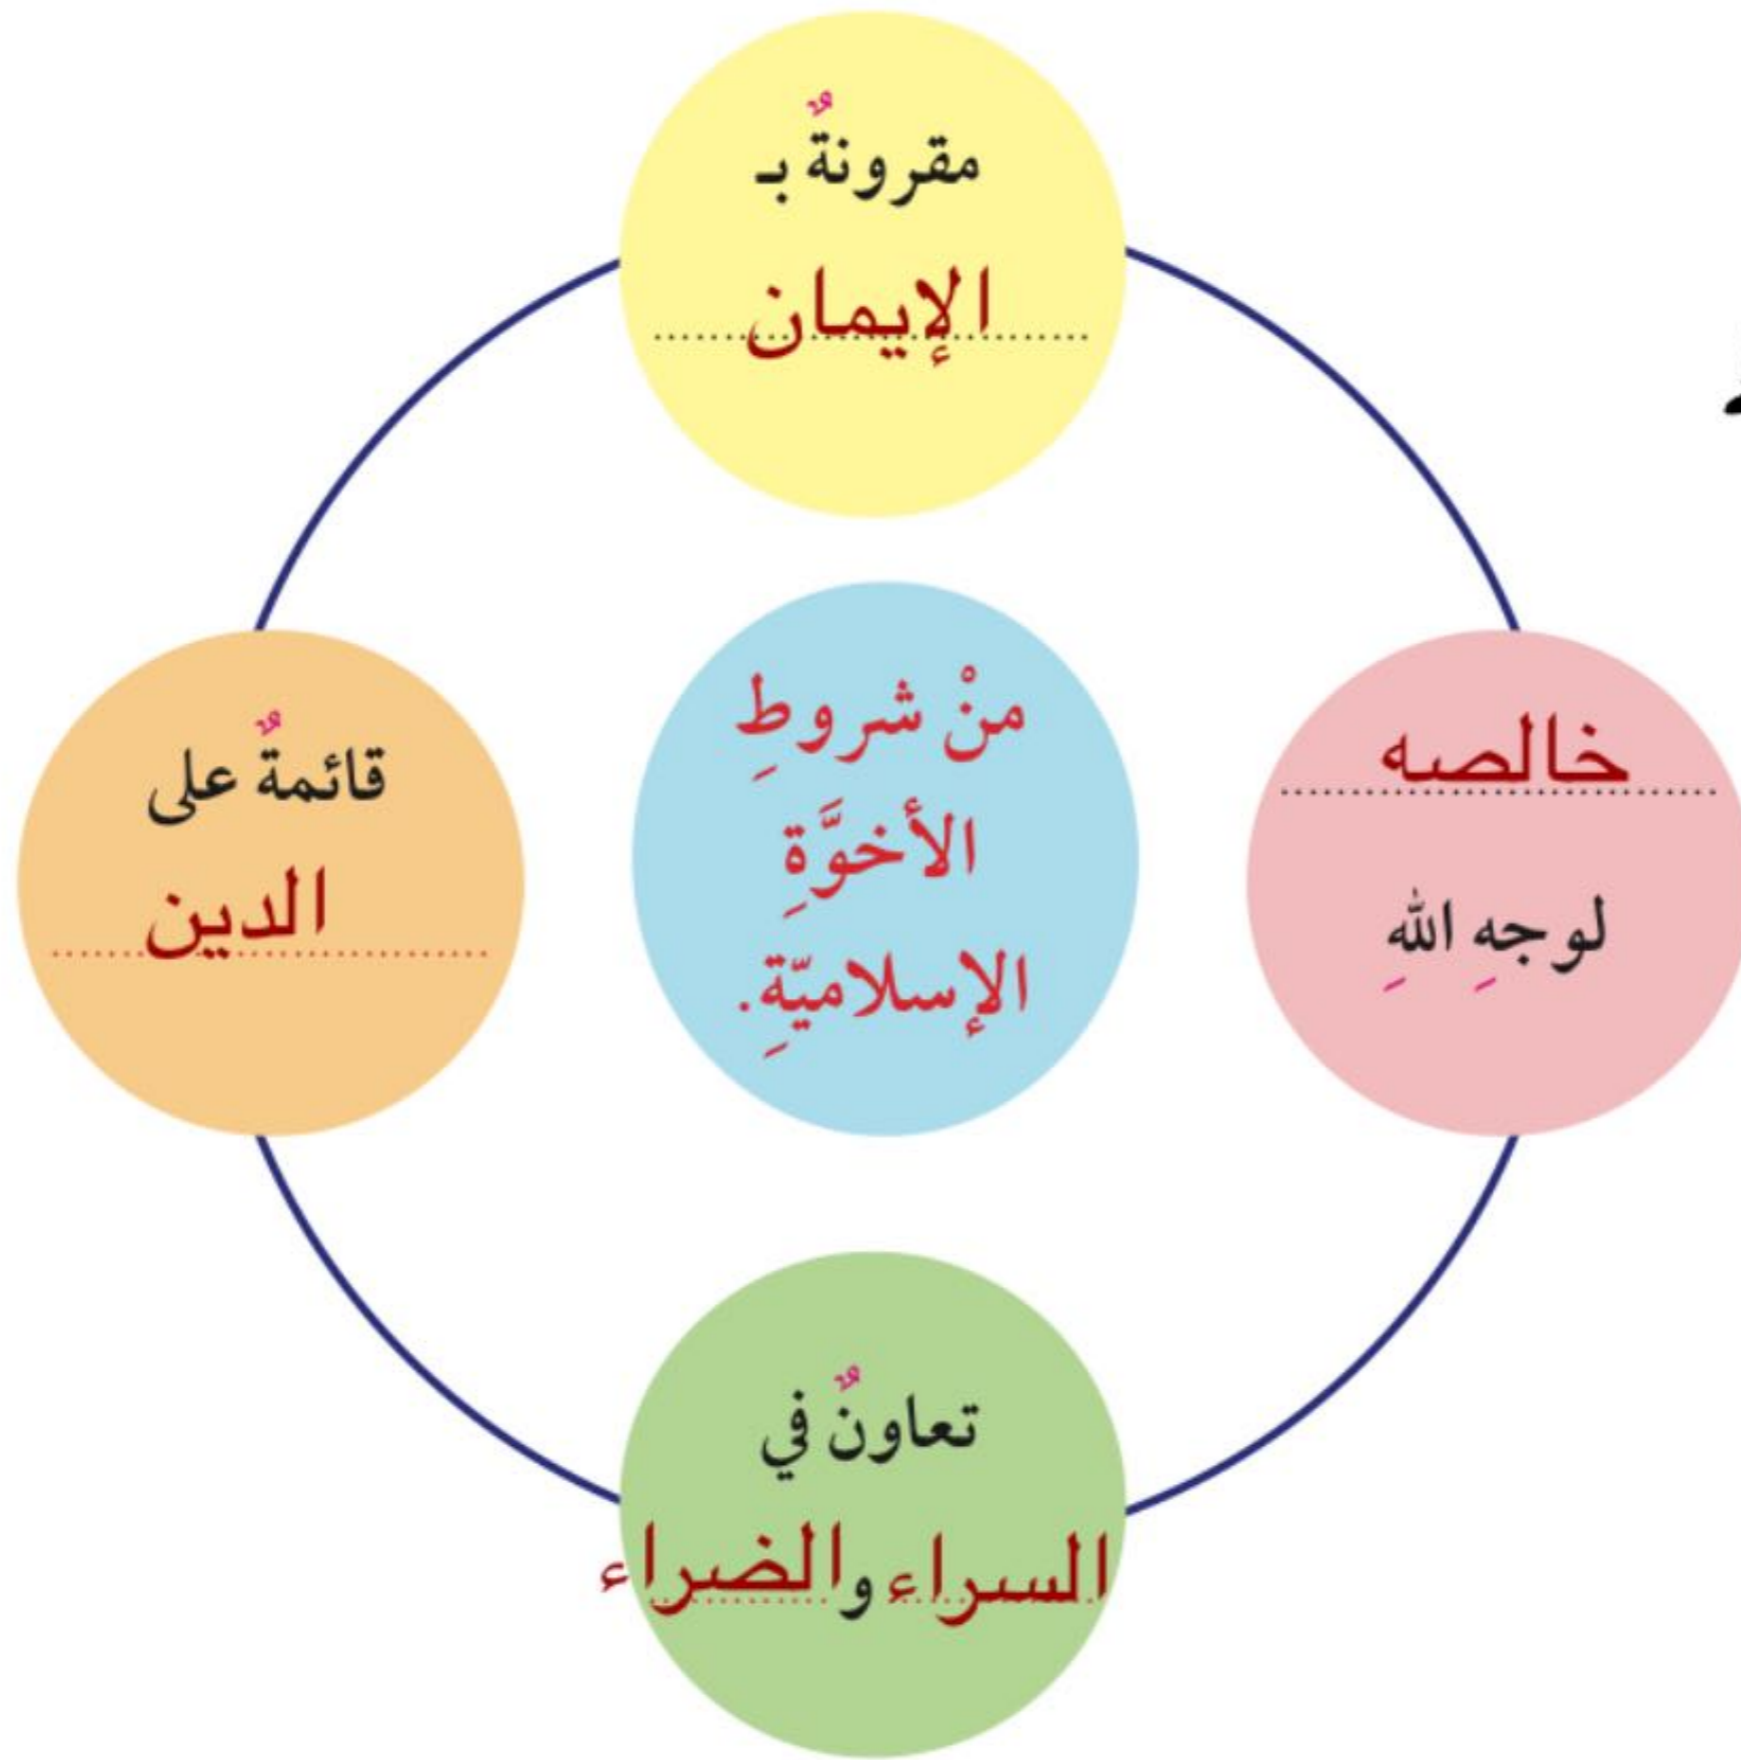 مقرونةٌ بـ
الإيمان
خالصه
لوجهِ اللهِ
منْ شروطِ
الأخوَّةِ
الإسلاميّةِ.
قائمةٌ على
الدين
تعاونٌ في
السراء والضراء